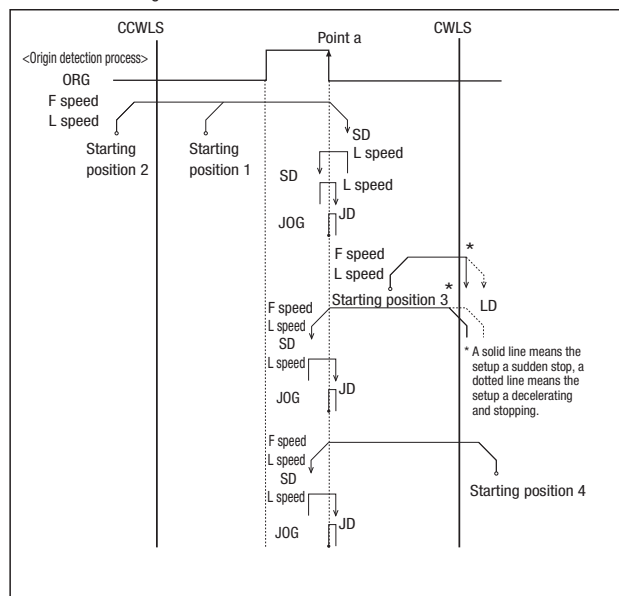 CCWLS
CWLS
Point a
<Origin detection process>
ORG
F speed
L speed
Starting position 2
Starting position 1
SD
L speed
SD
L speed
JOG
JD
F speed
L speed
*
Starting position 3
*
LD
F speed
L speed
SD
L speed
JOG
JD
* A solid line means the
setup a sudden stop, a
dotted line means the
setup a decelerating
and stopping.
F speed
L speed
SD
Starting position 4
L speed
JOG
JD